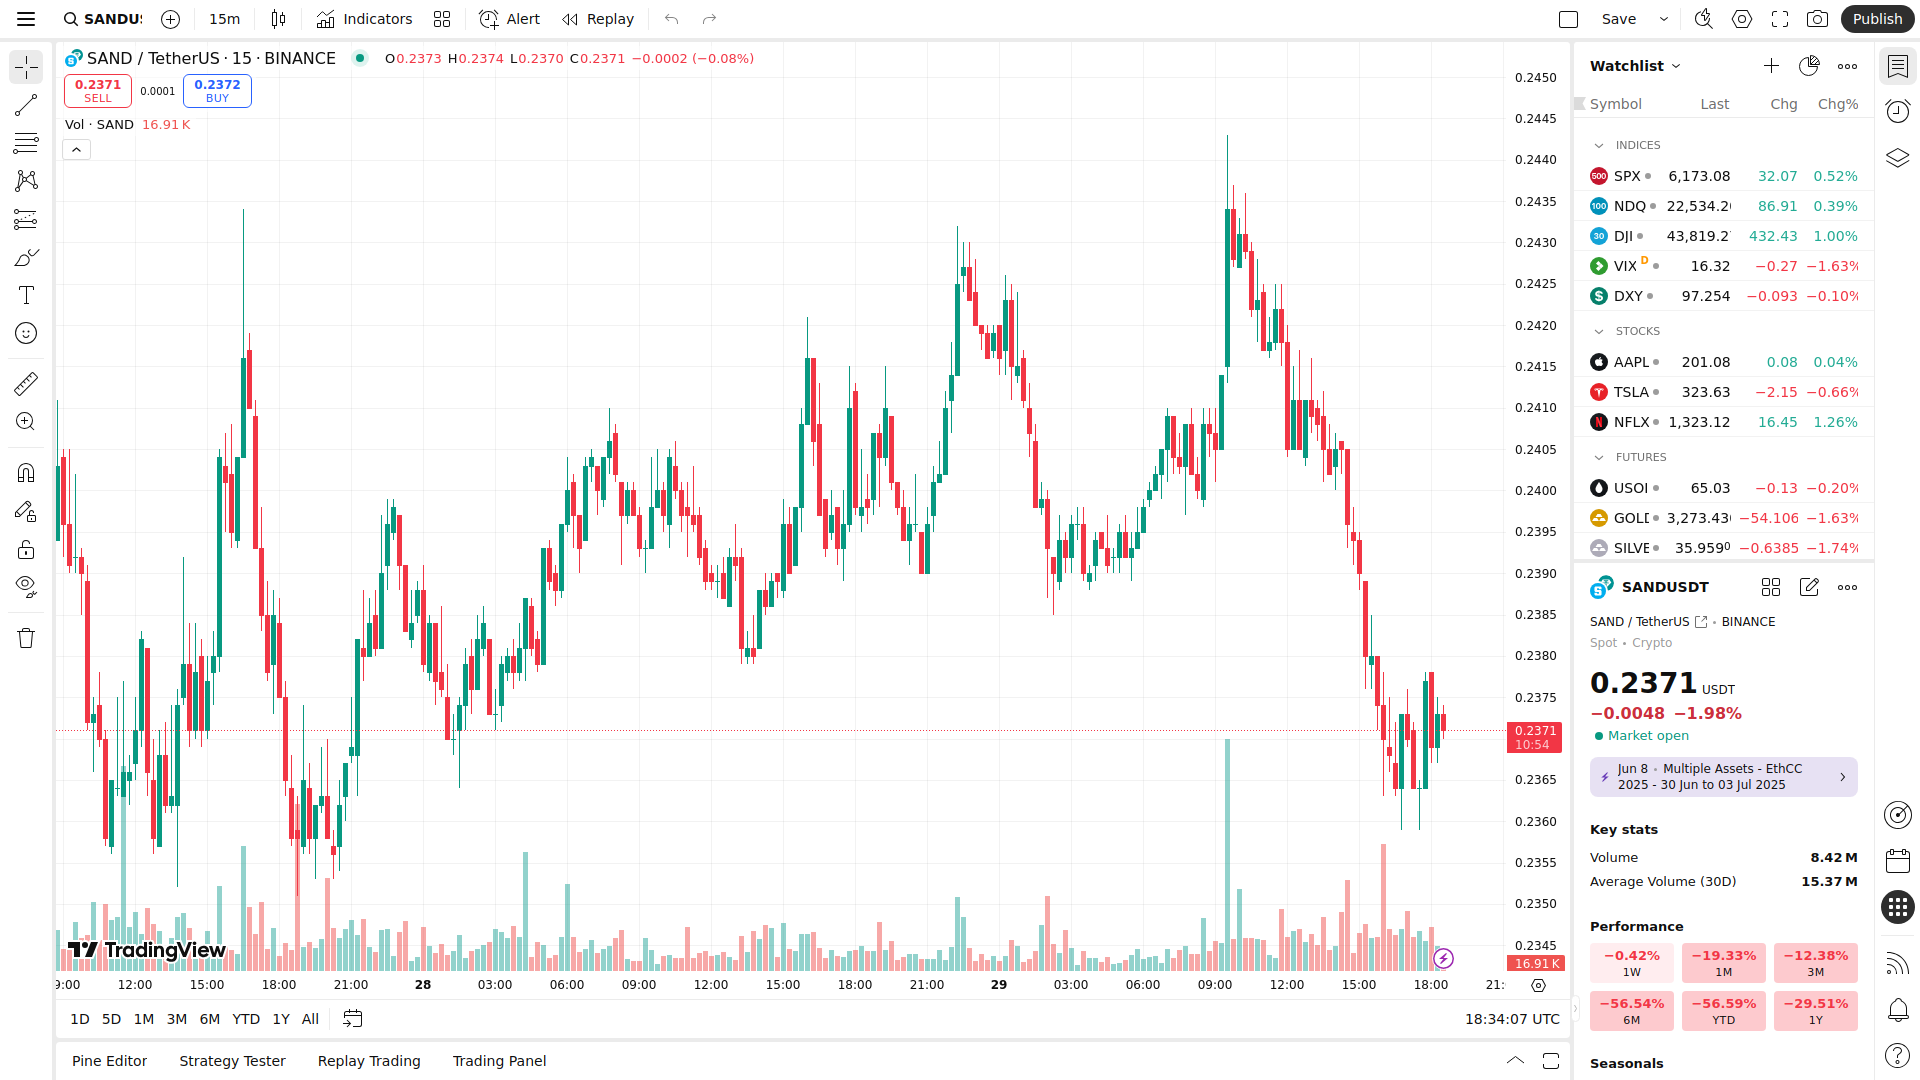 SANDU
15m
Indicators
Alert
Replay
Save
Publish
SAND / TetherUS · 15 · BINANCE
O0.2373 H0.2374 L0.2370 C0.2371 −0.0002 (−0.08%)
0.2371
SELL
0.0001
0.2372
BUY
Vol · SAND 16.91 K
0.2450
0.2445
0.2440
0.2435
0.2430
0.2425
0.2420
0.2415
0.2410
0.2405
0.2400
0.2395
0.2390
0.2385
0.2380
0.2375
0.2371
10:54
0.2365
0.2360
0.2355
0.2350
0.2345
16.91 K
TradingView
9:00 12:00 15:00 18:00 21:00 28 03:00 06:00 09:00 12:00 15:00 18:00 21:00 29 03:00 06:00 09:00 12:00 15:00 18:00 21:
1D 5D 1M 3M 6M YTD 1Y All
18:34:07 UTC
Pine Editor Strategy Tester Replay Trading Trading Panel
Watchlist
Symbol Last Chg Chg%
INDICES
500 SPX 6,173.08 32.07 0.52%
100 NDQ 22,534.2 86.91 0.39%
30 DJI 43,819.2 432.43 1.00%
VIX D 16.32 −0.27 −1.63%
DXY 97.254 −0.093 −0.10%
STOCKS
AAPL 201.08 0.08 0.04%
TSLA 323.63 −2.15 −0.66%
NFLX 1,323.12 16.45 1.26%
FUTURES
USOI 65.03 −0.13 −0.20%
GOLD 3,273.43 −54.106 −1.63%
SILVE 35.9590 −0.6385 −1.74%
SANDUSDT
SAND / TetherUS • BINANCE
Spot • Crypto
0.2371 USDT
−0.0048 −1.98%
Market open
Jun 8 • Multiple Assets - EthCC
2025 - 30 Jun to 03 Jul 2025
Key stats
Volume 8.42 M
Average Volume (30D) 15.37 M
Performance
−0.42%
1W
−19.33%
1M
−12.38%
3M
−56.54%
6M
−56.59%
YTD
−29.51%
1Y
Seasonals